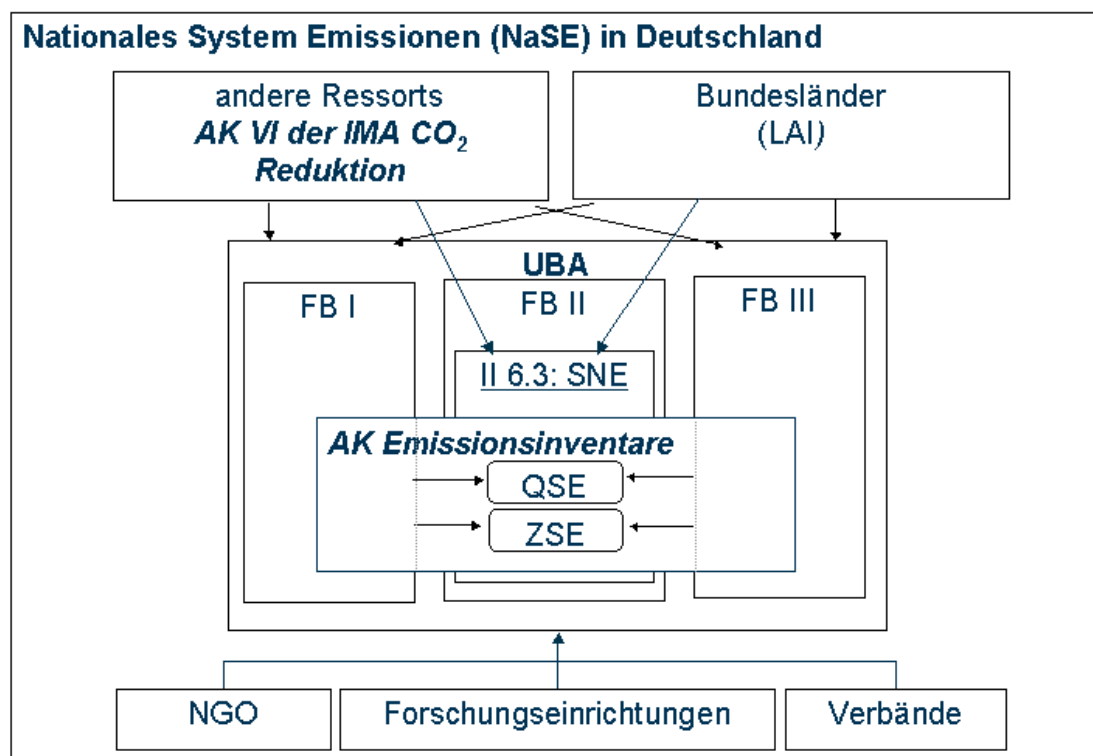 Nationales System Emissionen (NaSE) in Deutschland
andere Ressorts
AK VI der IMA CO₂
Reduktion
Bundesländer
(LAI)
UBA
FB I
FB II
FB III
II 6.3: SNE
AK Emissionsinventare
QSE
ZSE
NGO
Forschungseinrichtungen
Verbände